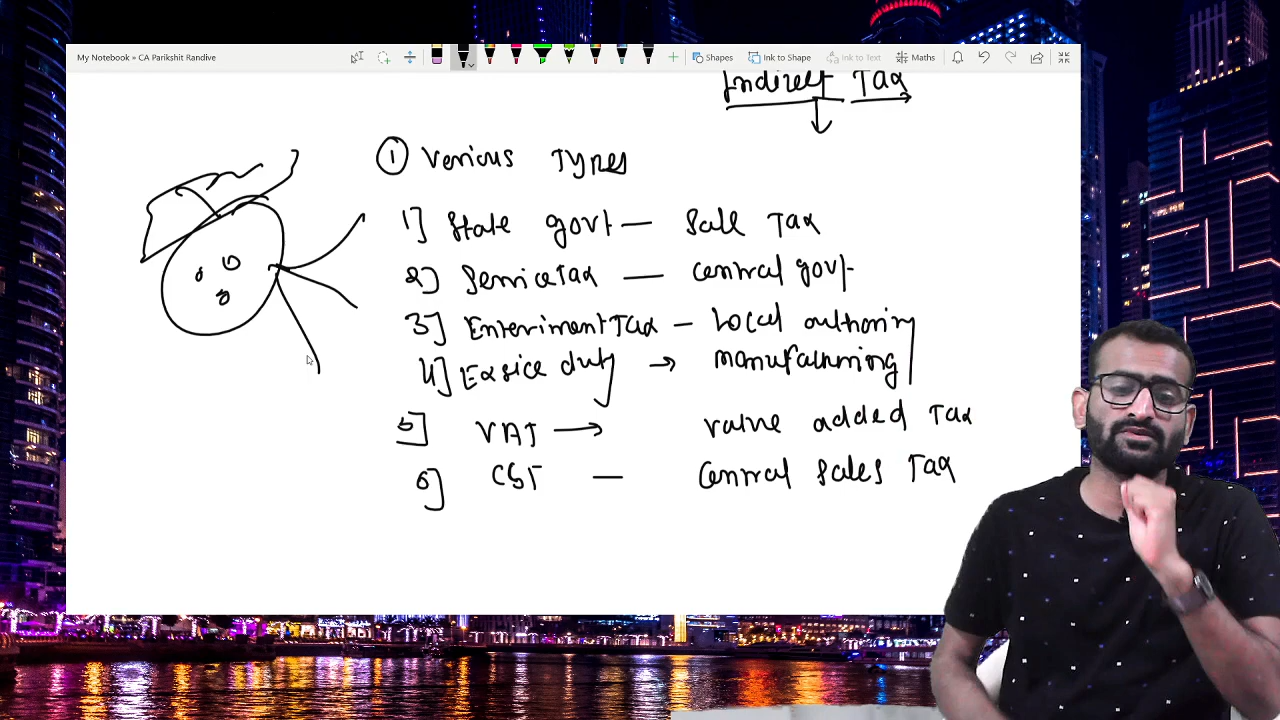 My Notebook » CA Parikshit Randive
Shapes Ink to Shape Ink to Text Maths
Indirect Tax
① Various Types
1] State govt — Sale Tax
2] Service Tax — Central govt
3] Enteriment Tax — Local authority
4] Exsice duty → manufacturing
5] VAT → value added Tax
6] CST — Central Sales Tax